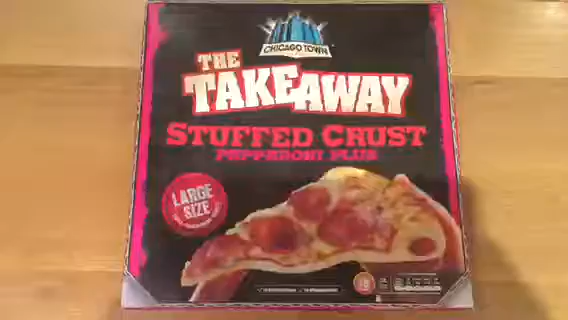 CHICAGO TOWN
THE
TAKEAWAY
STUFFED CRUST
PEPPERONI PLUS
LARGE
SIZE